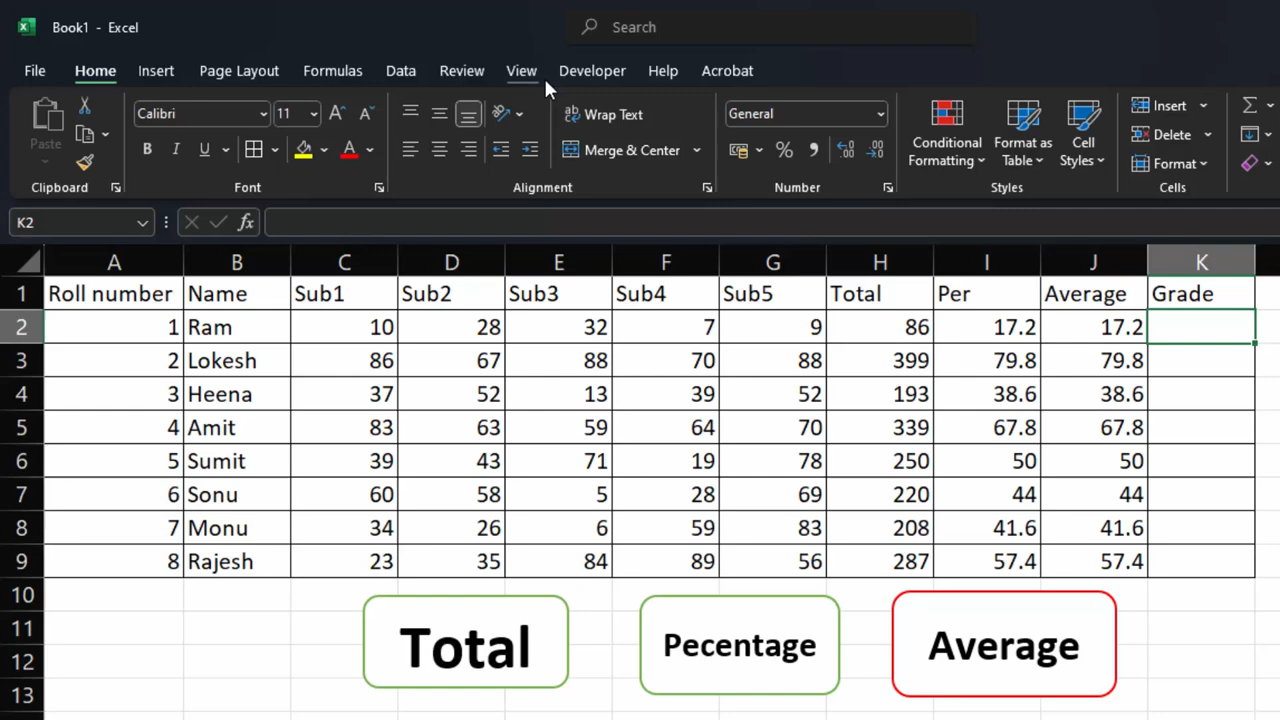 Book1 - Excel
Search
File Home Insert Page Layout Formulas Data Review View Developer Help Acrobat
Paste
Clipboard
Calibri 11
B I U A
Font
Wrap Text
Merge & Center
Alignment
General
%
Number
Conditional Formatting
Format as Table
Cell Styles
Styles
Insert
Delete
Format
Cells
K2 fx
A B C D E F G H I J K
1 Roll number Name Sub1 Sub2 Sub3 Sub4 Sub5 Total Per Average Grade
2 1 Ram 10 28 32 7 9 86 17.2 17.2
3 2 Lokesh 86 67 88 70 88 399 79.8 79.8
4 3 Heena 37 52 13 39 52 193 38.6 38.6
5 4 Amit 83 63 59 64 70 339 67.8 67.8
6 5 Sumit 39 43 71 19 78 250 50 50
7 6 Sonu 60 58 5 28 69 220 44 44
8 7 Monu 34 26 6 59 83 208 41.6 41.6
9 8 Rajesh 23 35 84 89 56 287 57.4 57.4
10
11
12
13
Total Pecentage Average